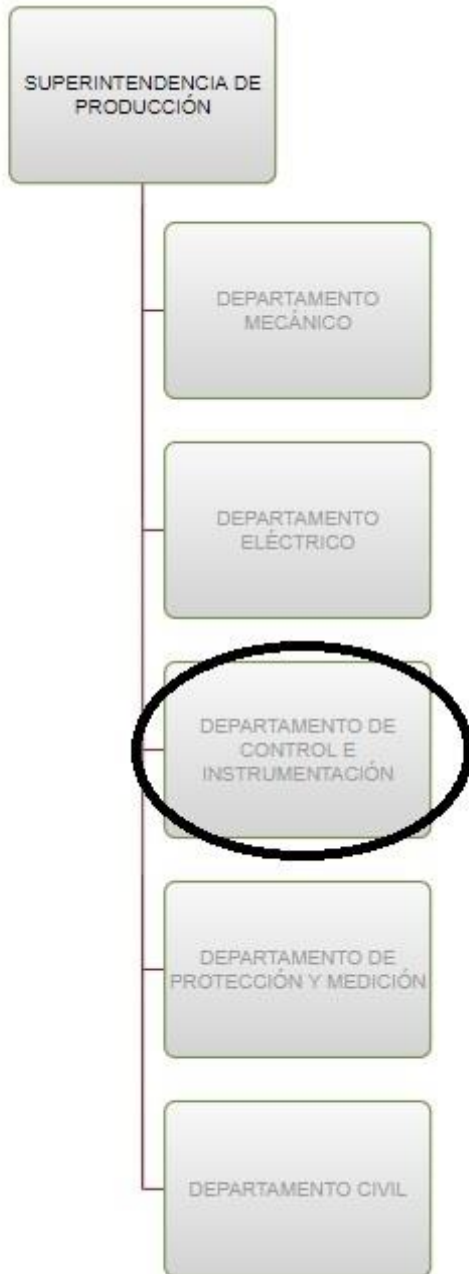 SUPERINTENDENCIA DE
PRODUCCIÓN
DEPARTAMENTO
MECÁNICO
DEPARTAMENTO
ELÉCTRICO
DEPARTAMENTO DE
CONTROL E
INSTRUMENTACIÓN
DEPARTAMENTO DE
PROTECCIÓN Y MEDICIÓN
DEPARTAMENTO CIVIL